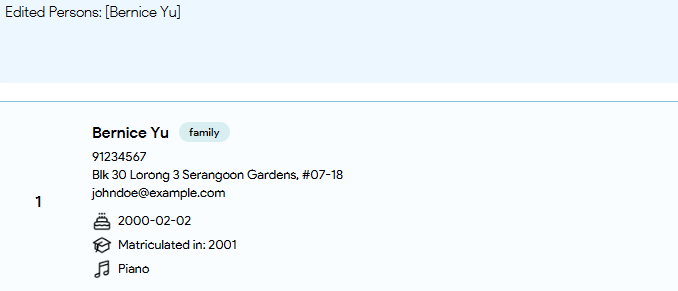 Edited Persons: [Bernice Yu]
Bernice Yu family
91234567
Blk 30 Lorong 3 Serangoon Gardens, #07-18
johndoe@example.com
1
2000-02-02
Matriculated in: 2001
Piano